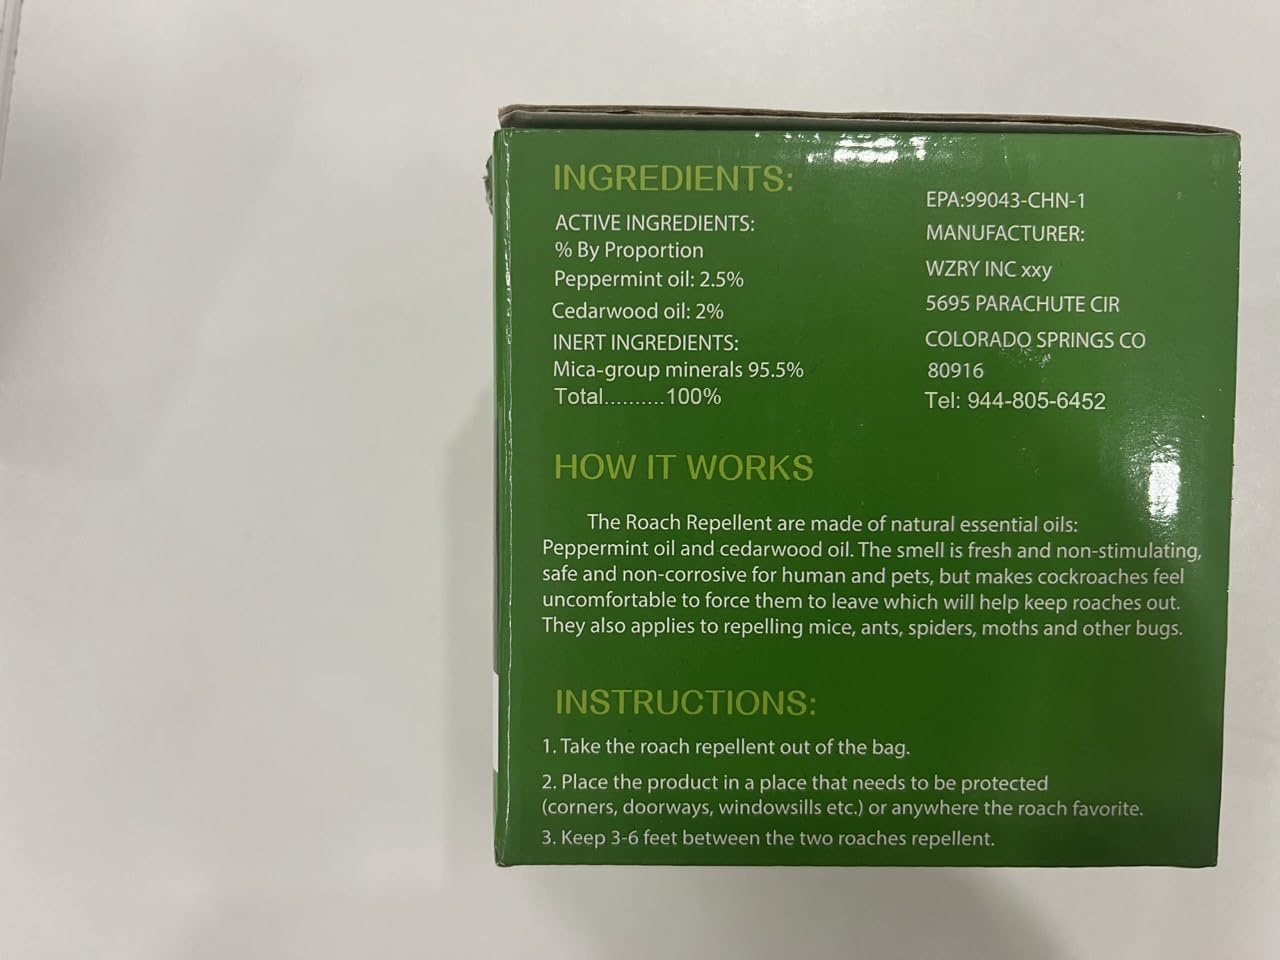 INGREDIENTS:
ACTIVE INGREDIENTS:
% By Proportion
Peppermint oil: 2.5%
Cedarwood oil: 2%
INERT INGREDIENTS:
Mica-group minerals 95.5%
Total..........100%
EPA:99043-CHN-1
MANUFACTURER:
WZRY INC xxy
5695 PARACHUTE CIR
COLORADO SPRINGS CO
80916
Tel: 944-805-6452
HOW IT WORKS
The Roach Repellent are made of natural essential oils:
Peppermint oil and cedarwood oil. The smell is fresh and non-stimulating,
safe and non-corrosive for human and pets, but makes cockroaches feel
uncomfortable to force them to leave which will help keep roaches out.
They also applies to repelling mice, ants, spiders, moths and other bugs.
INSTRUCTIONS:
1. Take the roach repellent out of the bag.
2. Place the product in a place that needs to be protected
(corners, doorways, windowsills etc.) or anywhere the roach favorite.
3. Keep 3-6 feet between the two roaches repellent.